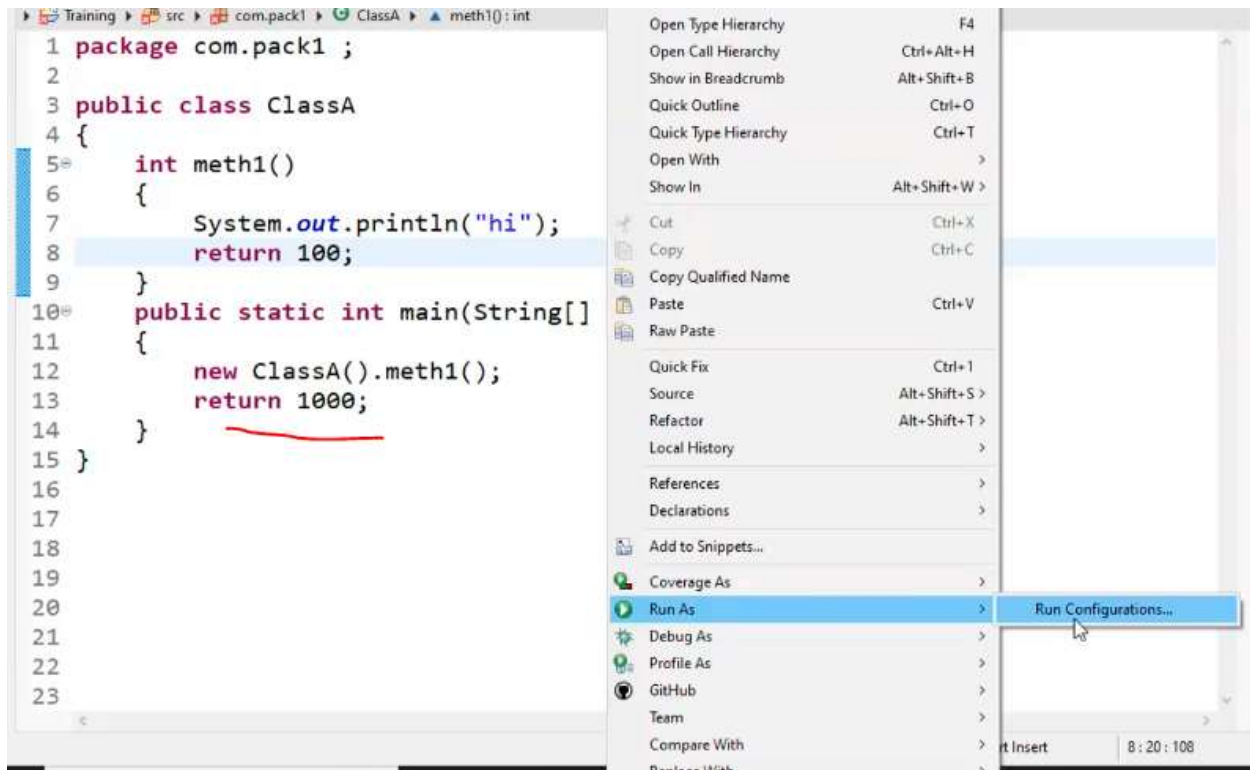 Training src com.pack1 ClassA meth1() : int
1 package com.pack1 ;
2
3 public class ClassA
4 {
5 int meth1()
6 {
7 System.out.println("hi");
8 return 100;
9 }
10 public static int main(String[]
11 {
12 new ClassA().meth1();
13 return 1000;
14 }
15 }
16
17
18
19
20
21
22
23
Open Type Hierarchy F4
Open Call Hierarchy Ctrl+Alt+H
Show in Breadcrumb Alt+Shift+B
Quick Outline Ctrl+O
Quick Type Hierarchy Ctrl+T
Open With >
Show In Alt+Shift+W >
Cut Ctrl+X
Copy Ctrl+C
Copy Qualified Name
Paste Ctrl+V
Raw Paste
Quick Fix Ctrl+1
Source Alt+Shift+S >
Refactor Alt+Shift+T >
Local History >
References >
Declarations >
Add to Snippets...
Coverage As >
Run As >
Run Configurations...
Debug As >
Profile As >
GitHub >
Team >
Compare With >
Replace With
rt Insert 8 : 20 : 108